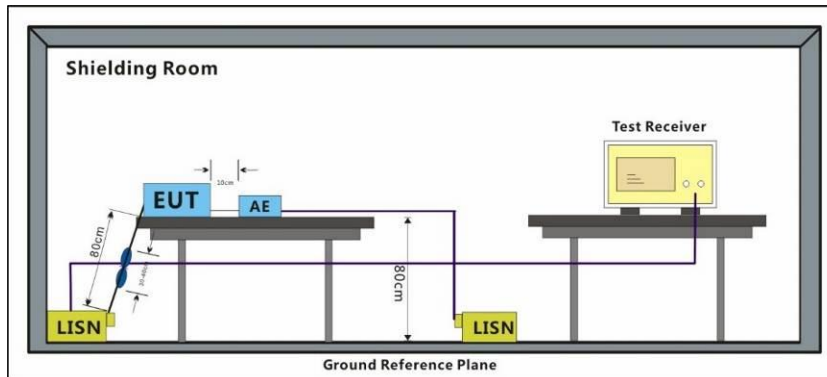 Shielding Room
Test Receiver
10cm
EUT
AE
80cm
80cm
LISN
LISN
Ground Reference Plane